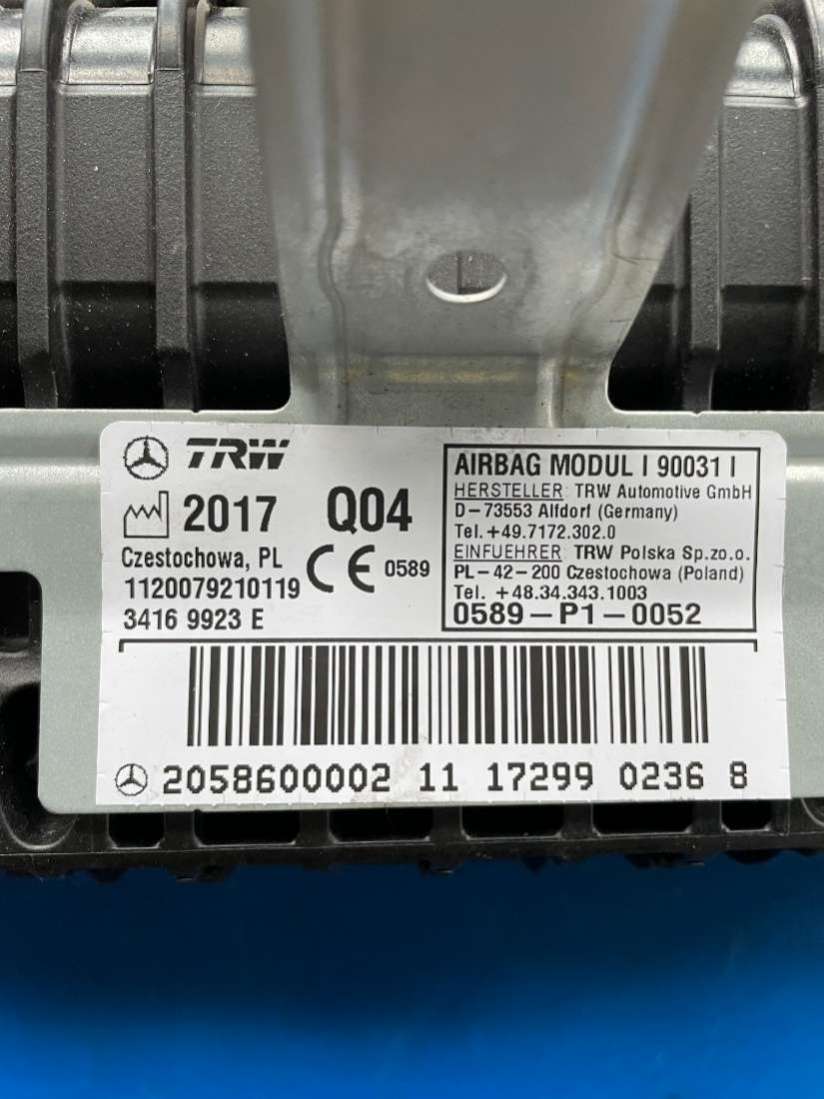 TRW
2017 Q04
Czestochowa, PL
1120079210119
3416 9923 E
CE 0589
AIRBAG MODUL I 90031 I
HERSTELLER: TRW Automotive GmbH
D-73553 Alfdorf (Germany)
Tel.+49.7172.302.0
EINFUEHRER: TRW Polska Sp.zo.o.
PL-42-200 Czestochowa (Poland)
Tel. +48.34.343.1003
0589-P1-0052
2058600002 11 17299 0236 8